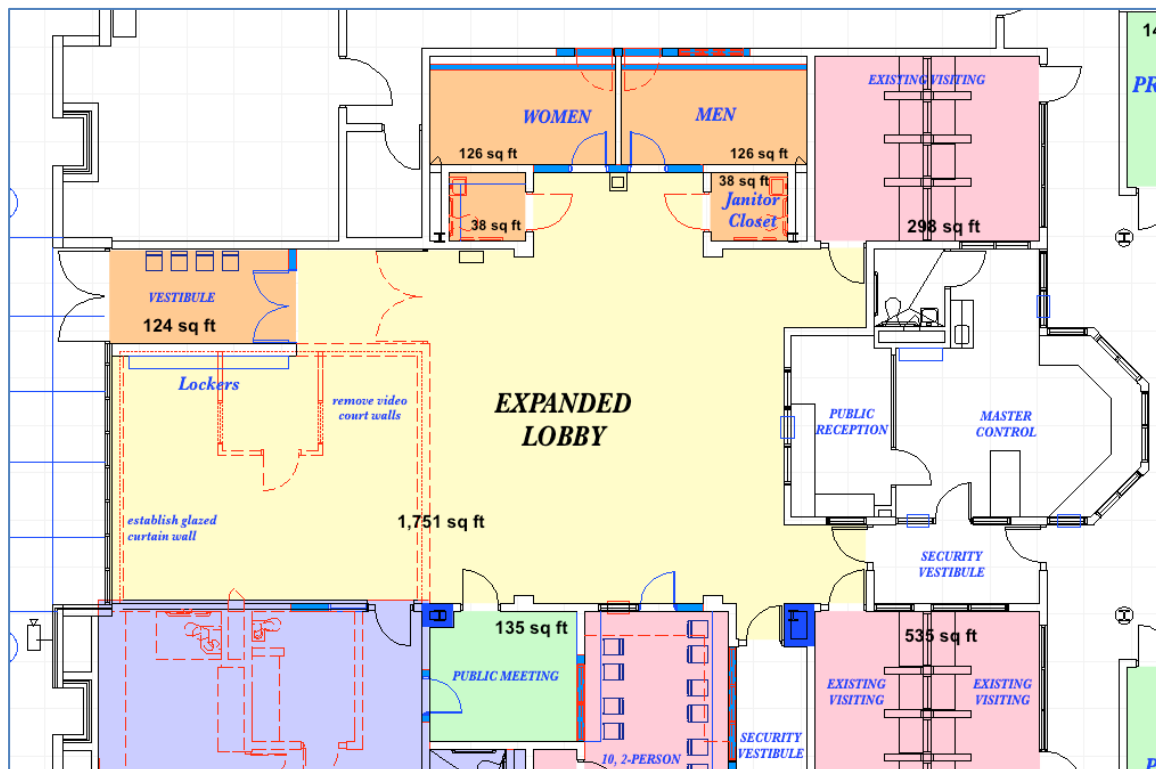 14
EXISTING VISITING
PR
WOMEN
MEN
126 sq ft
126 sq ft
38 sq ft
Janitor
Closet
38 sq ft
298 sq ft
VESTIBULE
124 sq ft
Lockers
remove video
court walls
EXPANDED
LOBBY
PUBLIC
RECEPTION
MASTER
CONTROL
establish glazed
curtain wall
1,751 sq ft
SECURITY
VESTIBULE
135 sq ft
535 sq ft
PUBLIC MEETING
EXISTING
VISITING
EXISTING
VISITING
SECURITY
VESTIBULE
10, 2-PERSON